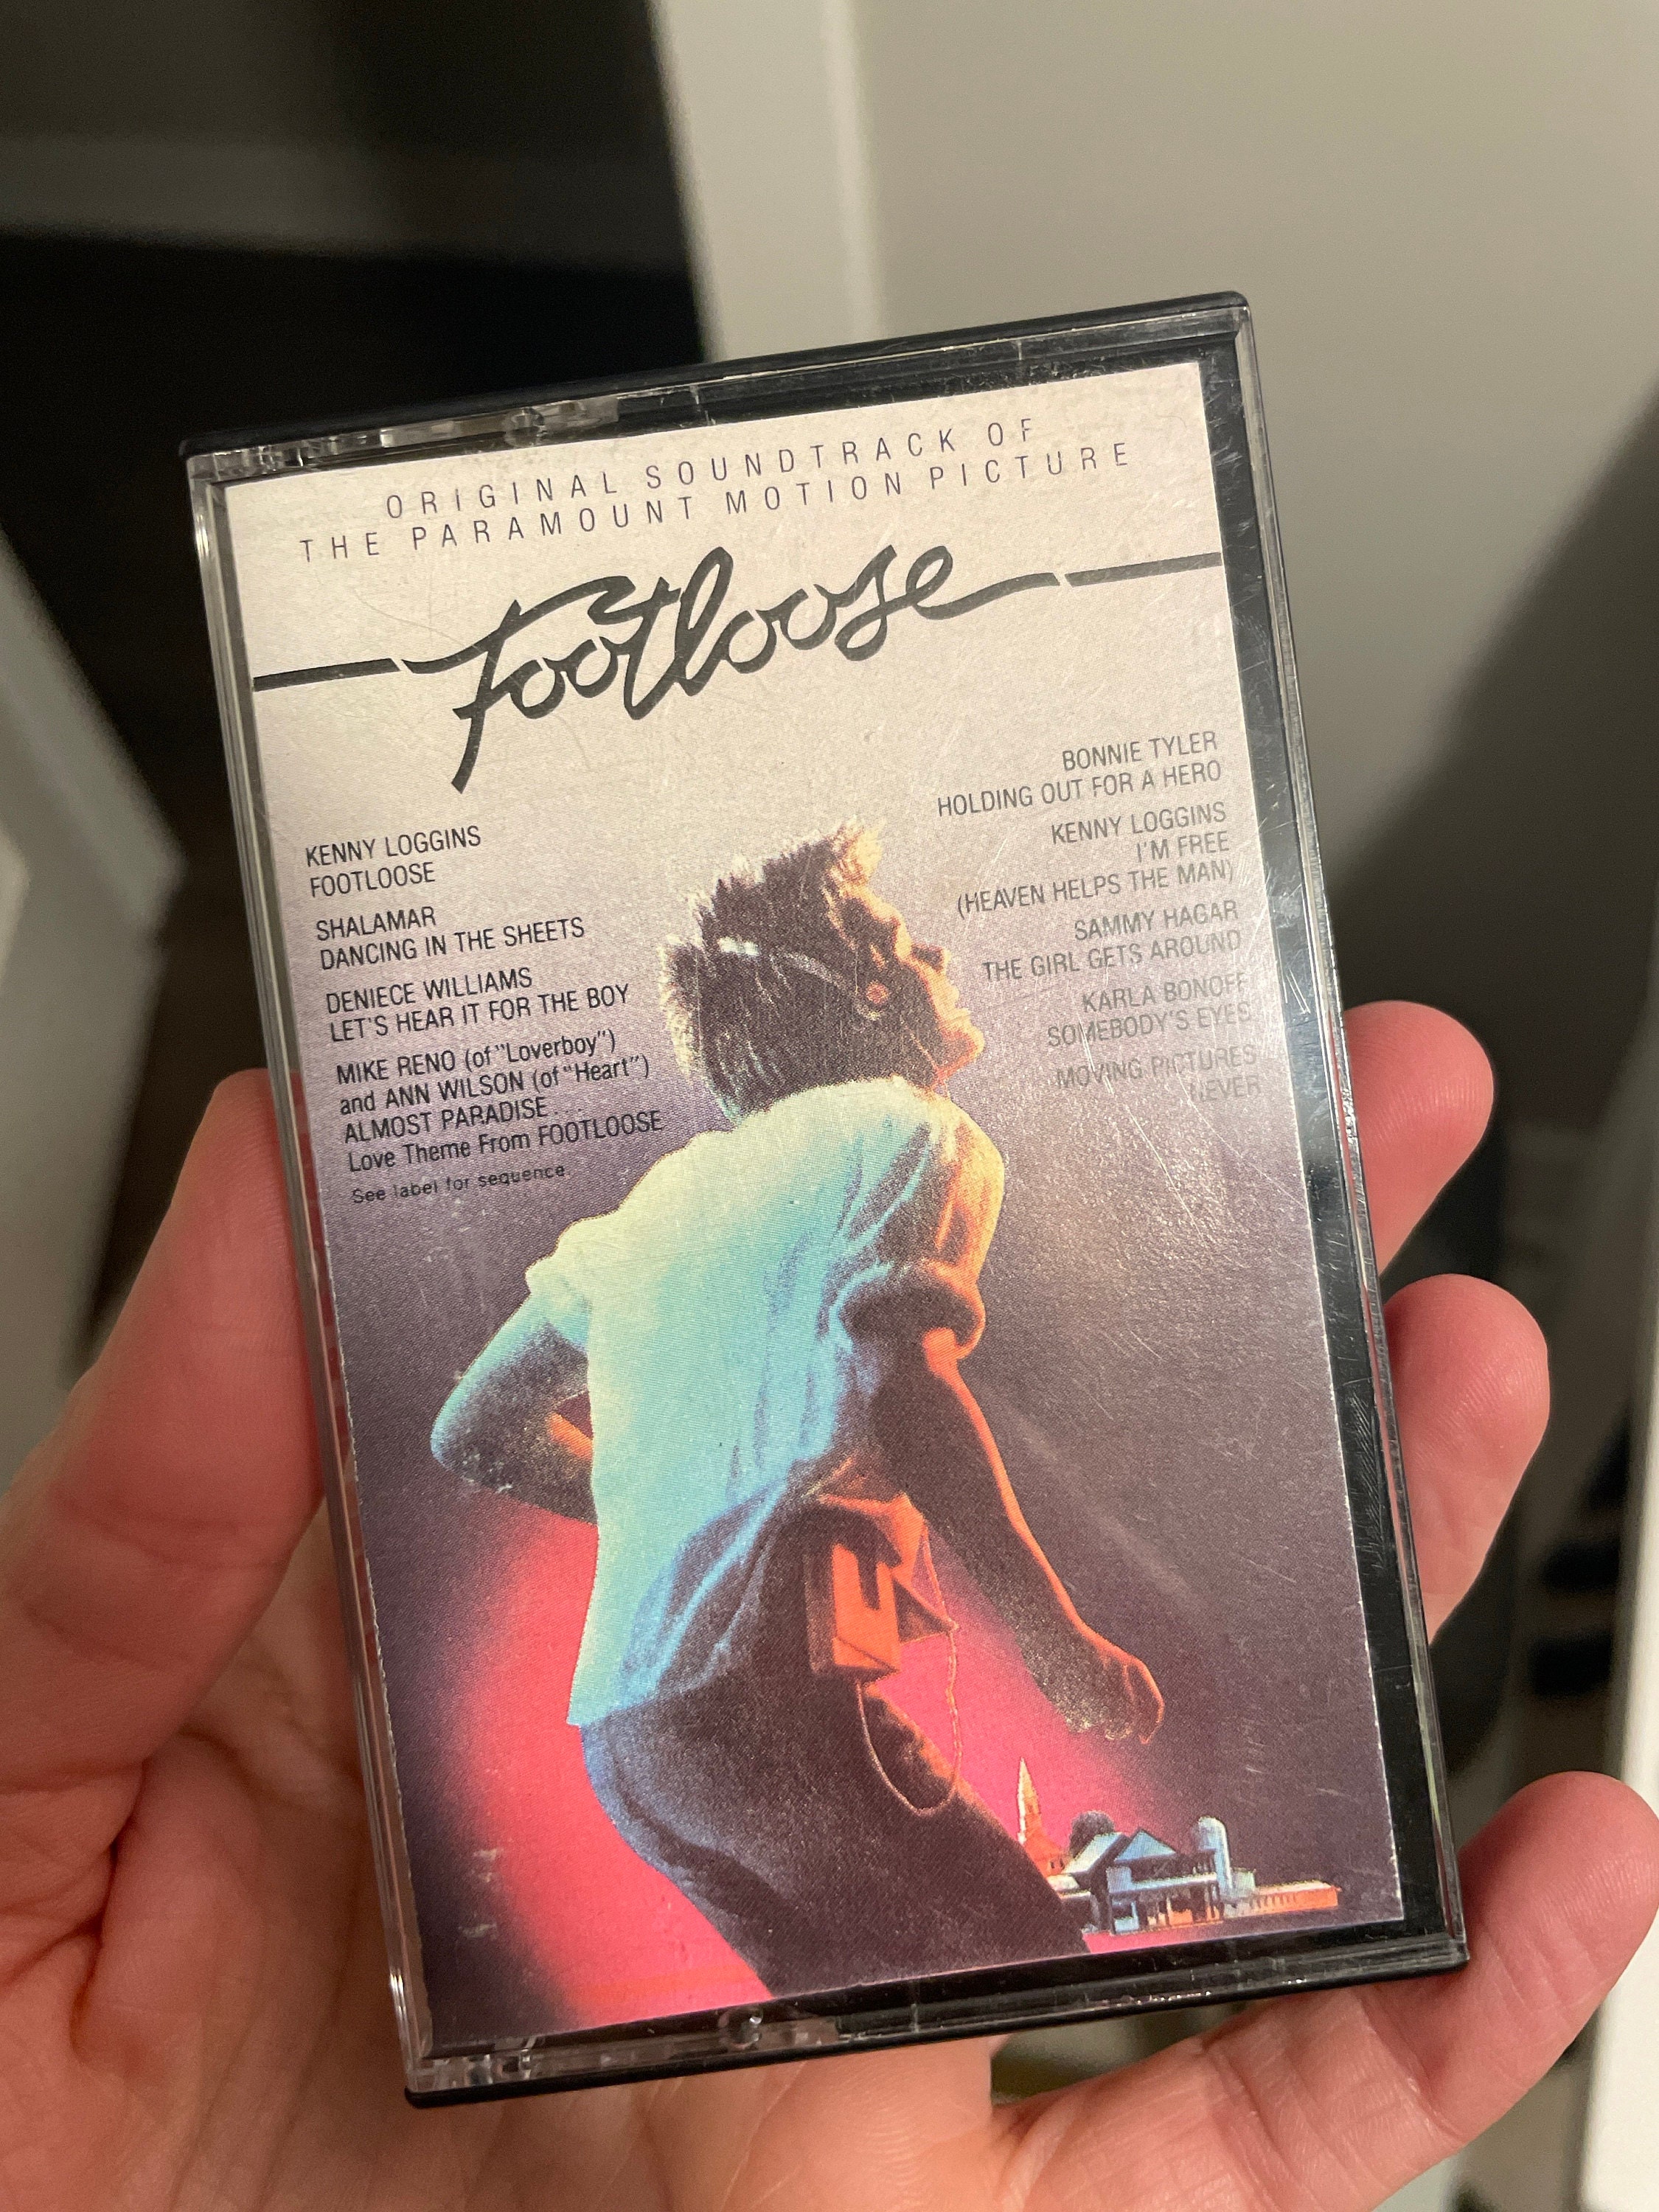 ORIGINAL SOUNDTRACK OF
THE PARAMOUNT MOTION PICTURE
Footloose
KENNY LOGGINS
FOOTLOOSE
SHALAMAR
DANCING IN THE SHEETS
DENIECE WILLIAMS
LET'S HEAR IT FOR THE BOY
MIKE RENO (of "Loverboy")
and ANN WILSON (of "Heart")
ALMOST PARADISE...
Love Theme From FOOTLOOSE
See label for sequence
BONNIE TYLER
HOLDING OUT FOR A HERO
KENNY LOGGINS
I'M FREE
(HEAVEN HELPS THE MAN)
SAMMY HAGAR
THE GIRL GETS AROUND
KARLA BONOFF
SOMEBODY'S EYES
MOVING PICTURES
NEVER